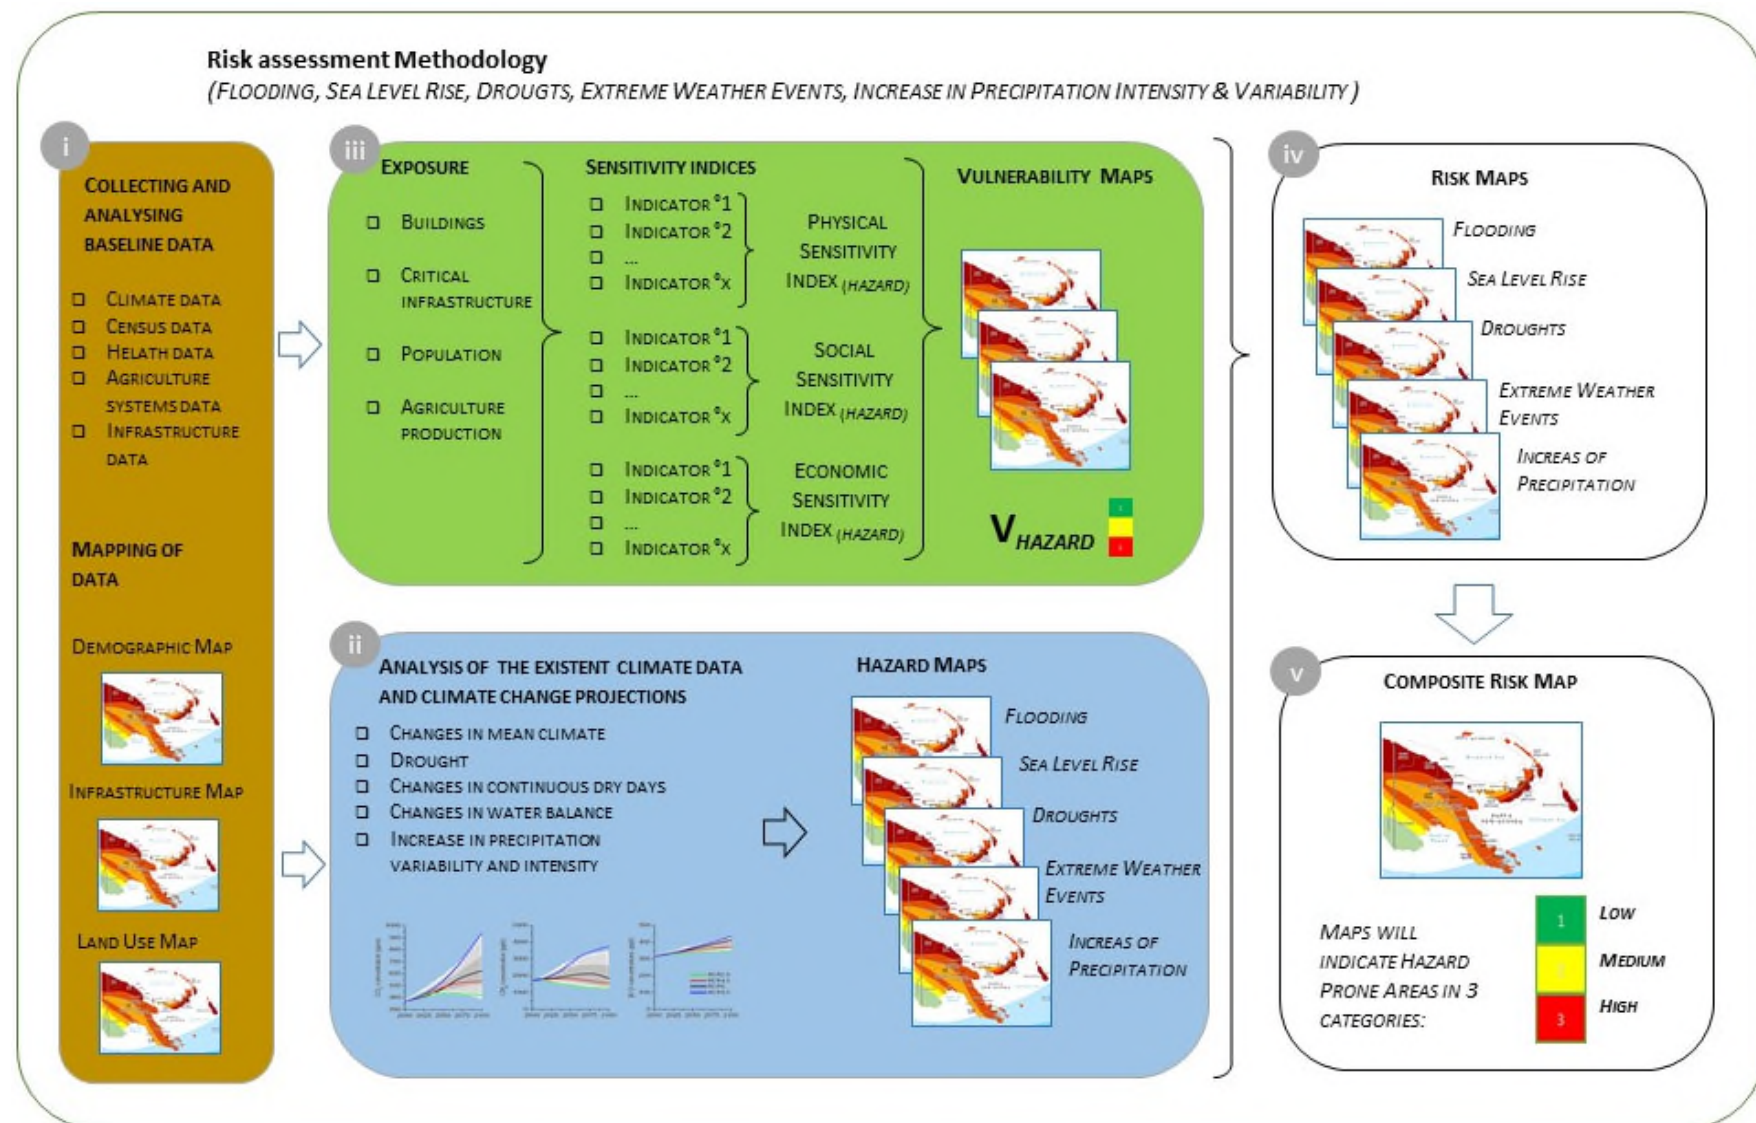 Risk assessment Methodology
(FLOODING, SEA LEVEL RISE, DROUGTS, EXTREME WEATHER EVENTS, INCREASE IN PRECIPITATION INTENSITY & VARIABILITY)
i
COLLECTING AND
ANALYSING
BASELINE DATA
CLIMATE DATA
CENSUS DATA
HELATH DATA
AGRICULTURE
SYSTEMS DATA
INFRASTRUCTURE
DATA
MAPPING OF
DATA
DEMOGRAPHIC MAP
INFRASTRUCTURE MAP
LAND USE MAP
iii
EXPOSURE
BUILDINGS
CRITICAL
INFRASTRUCTURE
POPULATION
AGRICULTURE
PRODUCTION
SENSITIVITY INDICES
INDICATOR °1
INDICATOR °2
...
INDICATOR °X
PHYSICAL
SENSITIVITY
INDEX (HAZARD)
INDICATOR °1
INDICATOR °2
...
INDICATOR °X
SOCIAL
SENSITIVITY
INDEX (HAZARD)
INDICATOR °1
INDICATOR °2
...
INDICATOR °X
ECONOMIC
SENSITIVITY
INDEX (HAZARD)
VULNERABILITY MAPS
V HAZARD
ii
ANALYSIS OF THE EXISTENT CLIMATE DATA
AND CLIMATE CHANGE PROJECTIONS
CHANGES IN MEAN CLIMATE
DROUGHT
CHANGES IN CONTINUOUS DRY DAYS
CHANGES IN WATER BALANCE
INCREASE IN PRECIPITATION
VARIABILITY AND INTENSITY
HAZARD MAPS
FLOODING
SEA LEVEL RISE
DROUGHTS
EXTREME WEATHER
EVENTS
INCREAS OF
PRECIPITATION
iv
RISK MAPS
FLOODING
SEA LEVEL RISE
DROUGHTS
EXTREME WEATHER
EVENTS
INCREAS OF
PRECIPITATION
v
COMPOSITE RISK MAP
MAPS WILL
INDICATE HAZARD
PRONE AREAS IN 3
CATEGORIES:
1 LOW
2 MEDIUM
3 HIGH